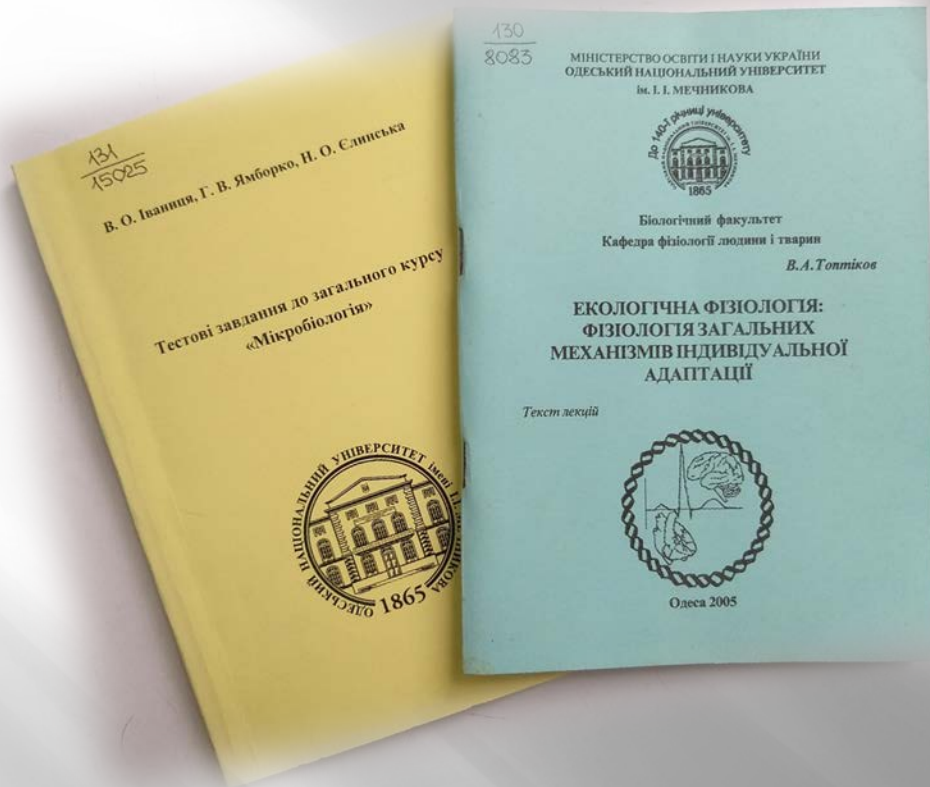 131
15025
В. О. Іваниця, Г. В. Ямборко, Н. О. Єлинська
Тестові завдання до загального курсу
«Мікробіологія»
ОДЕСЬКИЙ НАЦІОНАЛЬНИЙ УНІВЕРСИТЕТ імені І.І.
1865
130
8083
МІНІСТЕРСТВО ОСВІТИ І НАУКИ УКРАЇНИ
ОДЕСЬКИЙ НАЦІОНАЛЬНИЙ УНІВЕРСИТЕТ
ім. І. І. МЕЧНИКОВА
До 140-ї річниці університету
1865
Біологічний факультет
Кафедра фізіології людини і тварин
В.А.Топтіков
ЕКОЛОГІЧНА ФІЗІОЛОГІЯ:
ФІЗІОЛОГІЯ ЗАГАЛЬНИХ
МЕХАНІЗМІВ ІНДИВІДУАЛЬНОЇ
АДАПТАЦІЇ
Текст лекцій
Одеса 2005